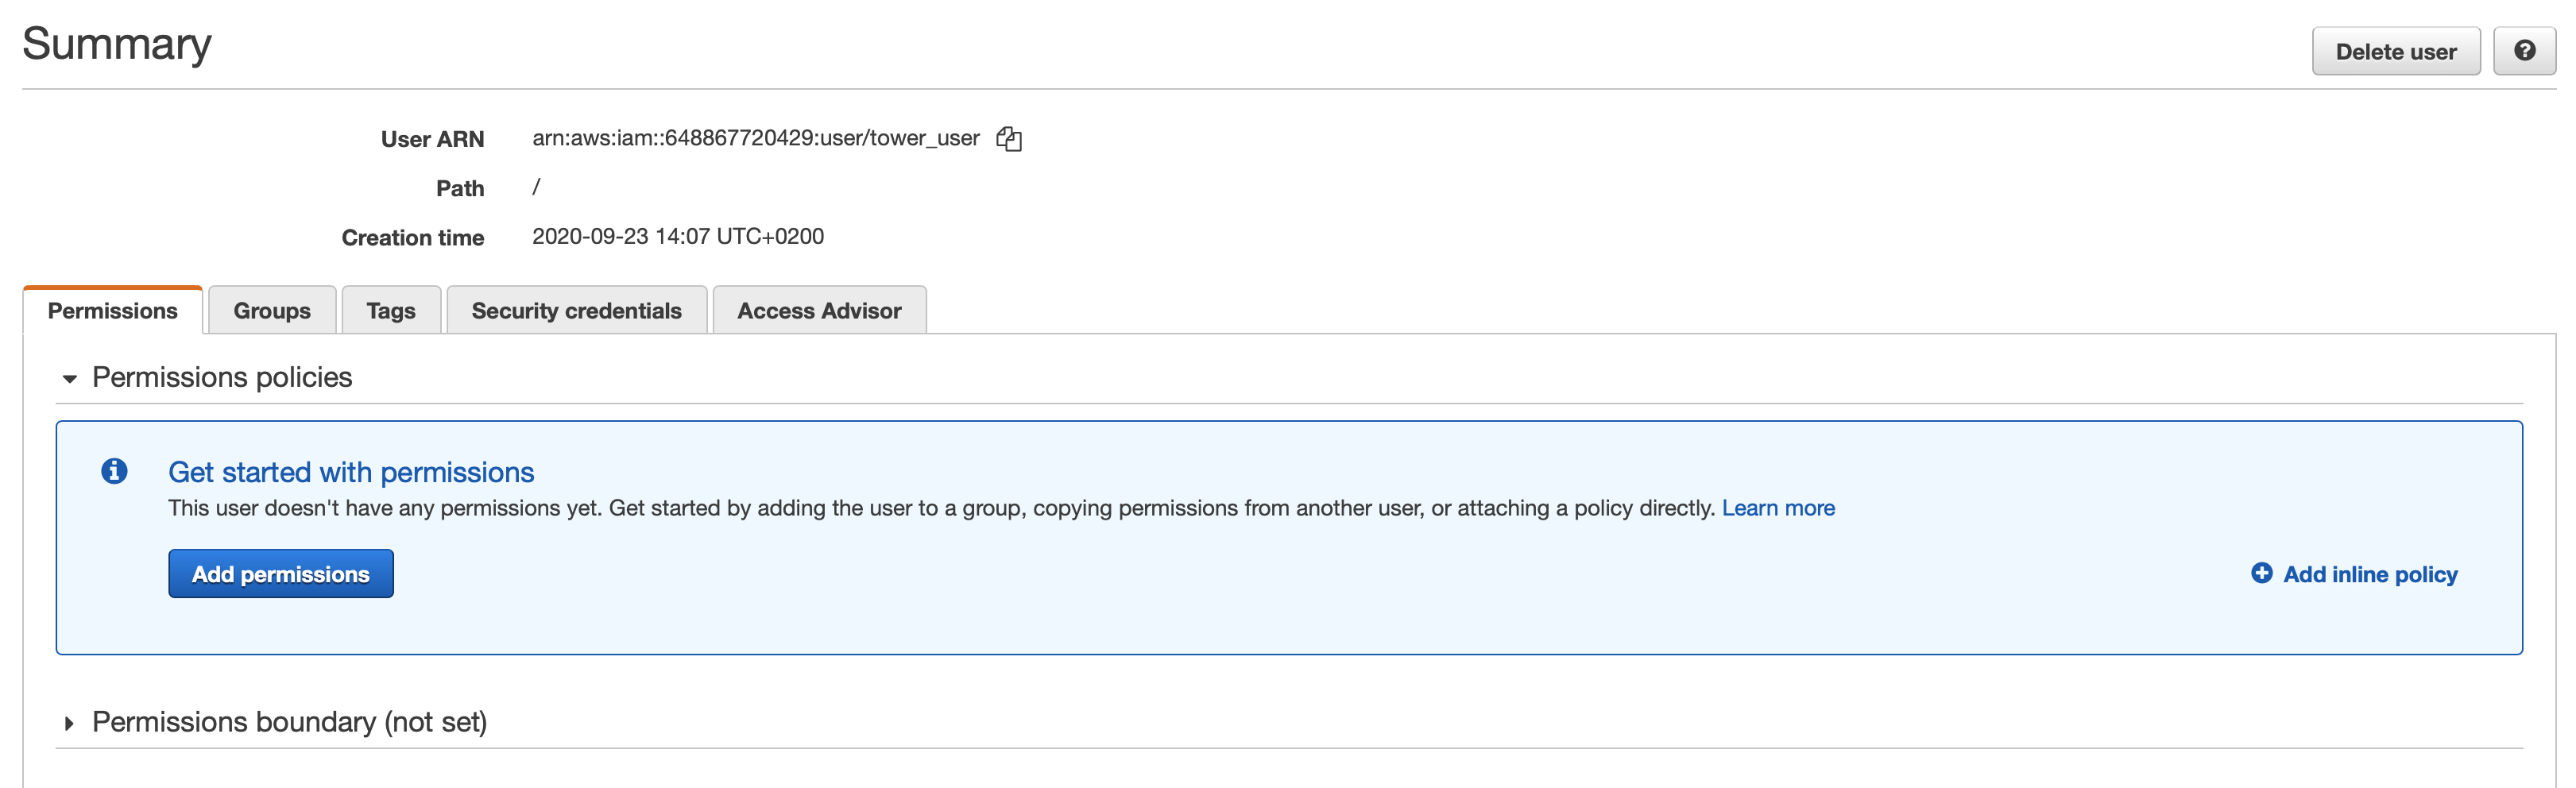 Summary
Delete user
User ARN arn:aws:iam::648867720429:user/tower_user
Path /
Creation time 2020-09-23 14:07 UTC+0200
Permissions Groups Tags Security credentials Access Advisor
Permissions policies
Get started with permissions
This user doesn't have any permissions yet. Get started by adding the user to a group, copying permissions from another user, or attaching a policy directly. Learn more
Add permissions
Add inline policy
Permissions boundary (not set)